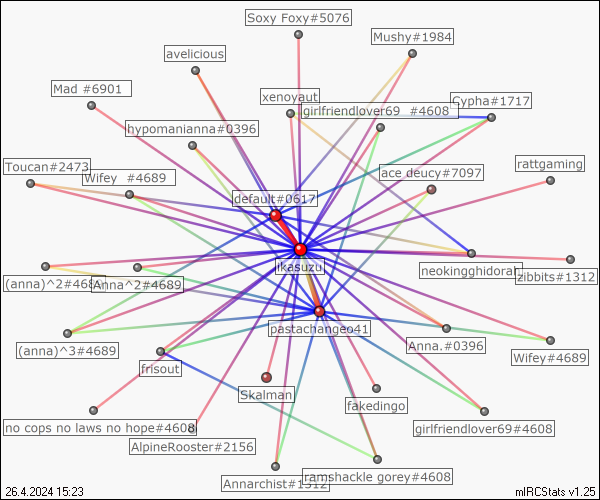 Soxy Foxy#5076
Mushy#1984
avelicious
Mad #6901
xenoyaut
girlfriendlover69 #4608
Cypha#1717
hypomanianna#0396
Toucan#2473
Wifey #4689
ace deucy#7097
rattgaming
default#0617
ikasuzu
neokingghidorah
zibbits#1312
(anna)^2#468
Anna^2#4689
pastachange041
(anna)^3#4689
frisout
Anna.#0396
Wifey#4689
Skalman
fakedingo
no cops no laws no hope#4608
girlfriendlover69#4608
AlpineRooster#2156
Annarchist#1312
ramshackle gorey#4608
26.4.2024 15:23
mIRCStats v1.25